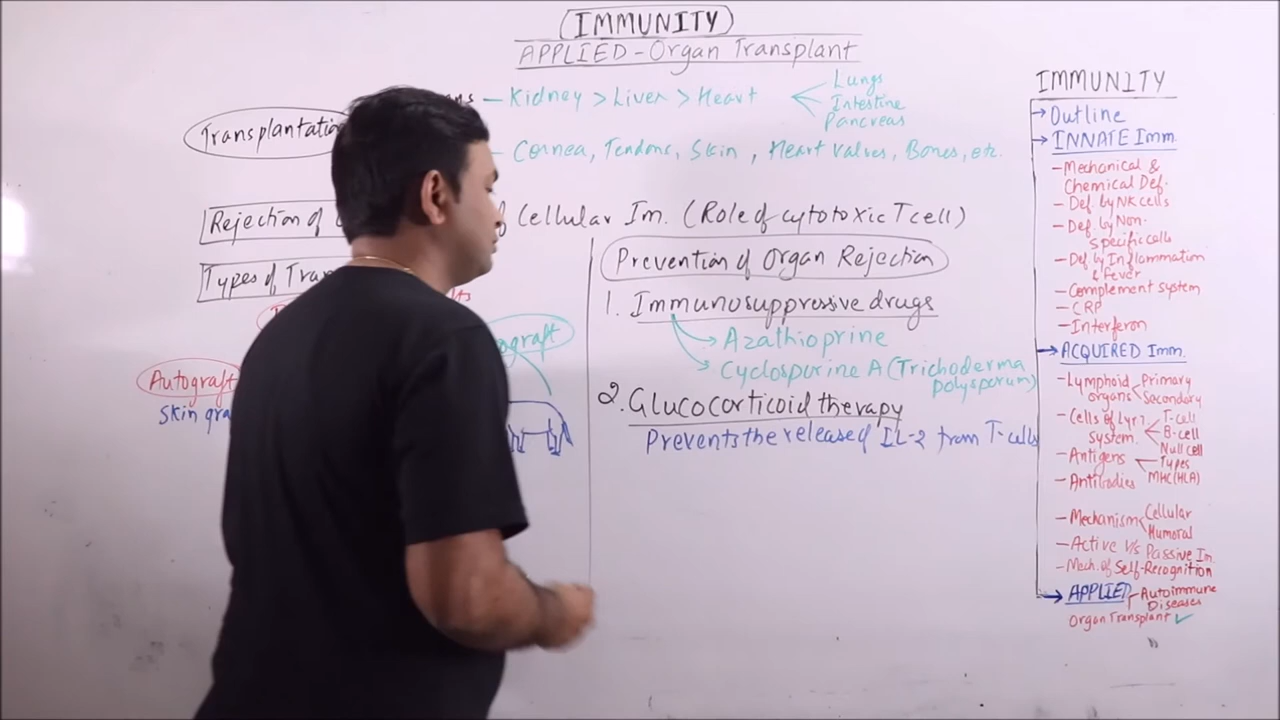 IMMUNITY
APPLIED - Organ Transplant
Transplantatio
ns - Kidney > Liver > Heart
Lungs
Intestine
Pancreas
Cornea, Tendons, Skin, Heart valves, Bones, etc.
Rejection of
of Cellular Im. (Role of cytotoxic T cell)
Types of Tran
Autograft
Skin gra
ograft
Prevention of Organ Rejection
1. Immunosuppressive drugs
Azathioprine
Cyclosporine A (Trichoderma
polysporum)
2. Glucocorticoid therapy
Prevents the release of IL-2 from T-cells
IMMUNITY
Outline
INNATE Imm.
- Mechanical &
Chemical Def.
- Def. by NK cells
- Def. by Non-
specific cells
- Def. by Inflammation
& fever
- Complement system
- CRP
- Interferon
ACQUIRED Imm.
- Lymphoid organs
Primary
Secondary
- Cells of Lym. system.
T-cell
B-cell
Null cell
- Antigens
Types
MHC (HLA)
- Antibodies
- Mechanism
Cellular
Humoral
- Active V/s Passive Im.
- Mech. of Self-Recognition
APPLIED
Autoimmune
Diseases
Organ Transplant ✓